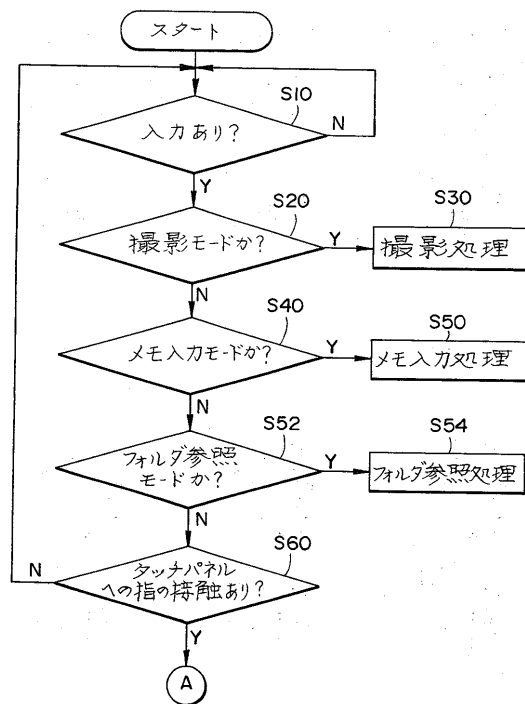 スタート
S10
入力あり?
N
Y
S20
撮影モードか?
Y
S30
撮影処理
N
S40
メモ入力モードか?
Y
S50
メモ入力処理
N
S52
フォルダ参照
モードか?
Y
S54
フォルダ参照処理
N
S60
タッチパネル
への指の接触あり?
N
Y
A